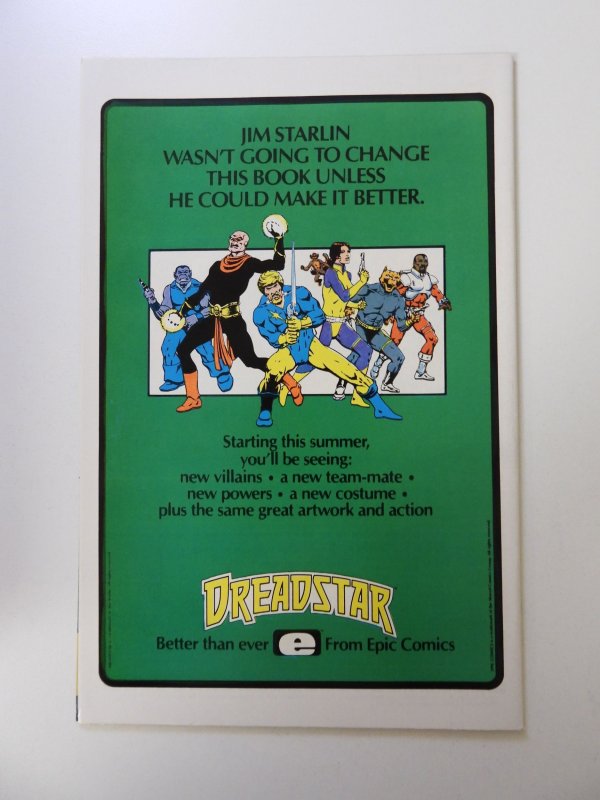 JIM STARLIN
WASN'T GOING TO CHANGE
THIS BOOK UNLESS
HE COULD MAKE IT BETTER.
Starting this summer,
you'll be seeing:
new villains • a new team-mate •
new powers • a new costume •
plus the same great artwork and action
DREADSTAR
Better than ever e From Epic Comics